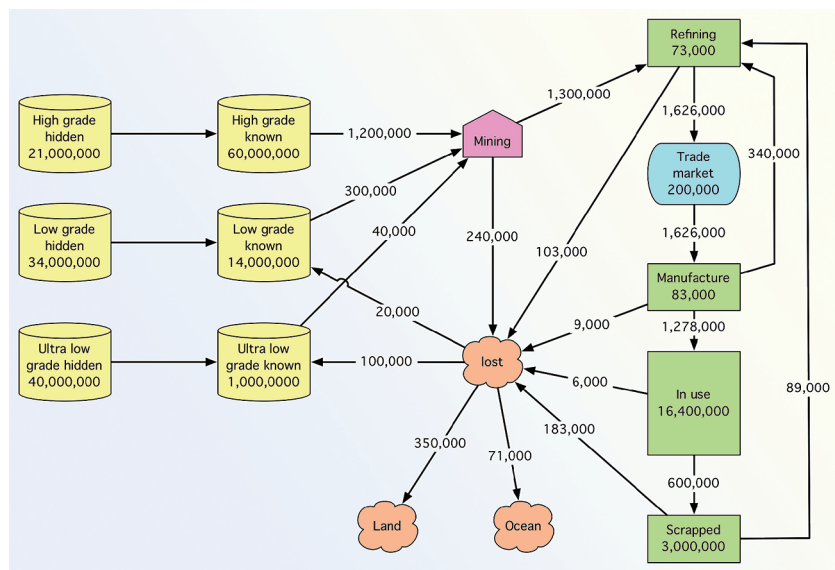 Refining
73,000
1,300,000
High grade
hidden
21,000,000
High grade
known
60,000,000
1,200,000
Mining
1,626,000
Trade
market
200,000
340,000
300,000
Low grade
hidden
34,000,000
Low grade
known
14,000,000
40,000
240,000
103,000
1,626,000
Manufacture
83,000
20,000
9,000
1,278,000
Ultra low
grade hidden
40,000,000
Ultra low
grade known
1,000,0000
100,000
lost
6,000
In use
16,400,000
89,000
350,000
71,000
183,000
600,000
Land
Ocean
Scrapped
3,000,000